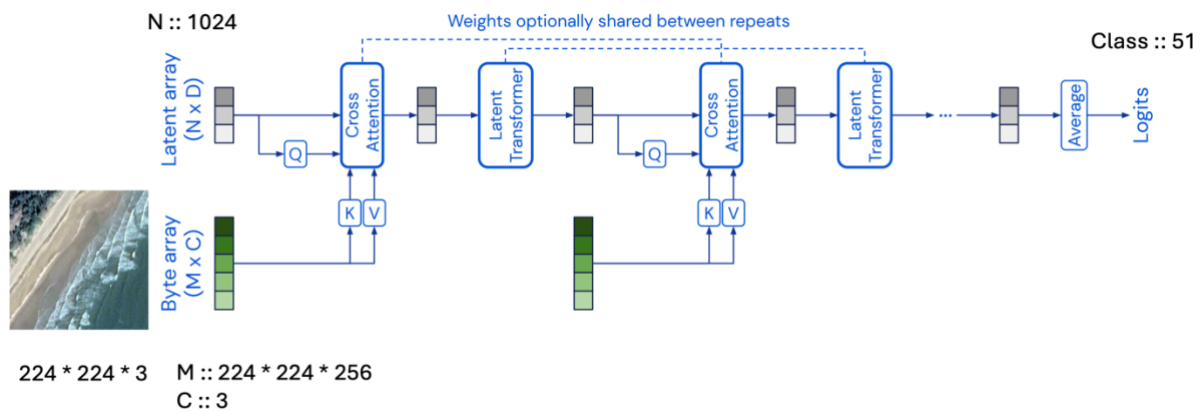 N :: 1024
Weights optionally shared between repeats
Class :: 51
Latent array
(N x D)
Cross
Attention
Latent
Transformer
Cross
Attention
Latent
Transformer
...
Average
Logits
Q
Q
K V
K V
Byte array
(M x C)
224 * 224 * 3
M :: 224 * 224 * 256
C :: 3